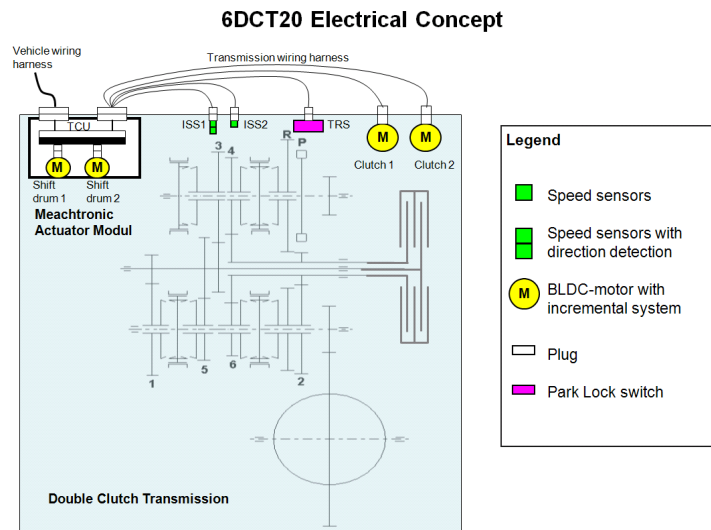 6DCT20 Electrical Concept
Vehicle wiring
harness
Transmission wiring harness
TCU
ISS1
ISS2
TRS
M
M
M
M
Shift
drum 1
Shift
drum 2
Clutch 1
Clutch 2
Meachtronic
Actuator Modul
R
P
3
4
1
5
6
2
Double Clutch Transmission
Legend
Speed sensors
Speed sensors with
direction detection
M
BLDC-motor with
incremental system
Plug
Park Lock switch